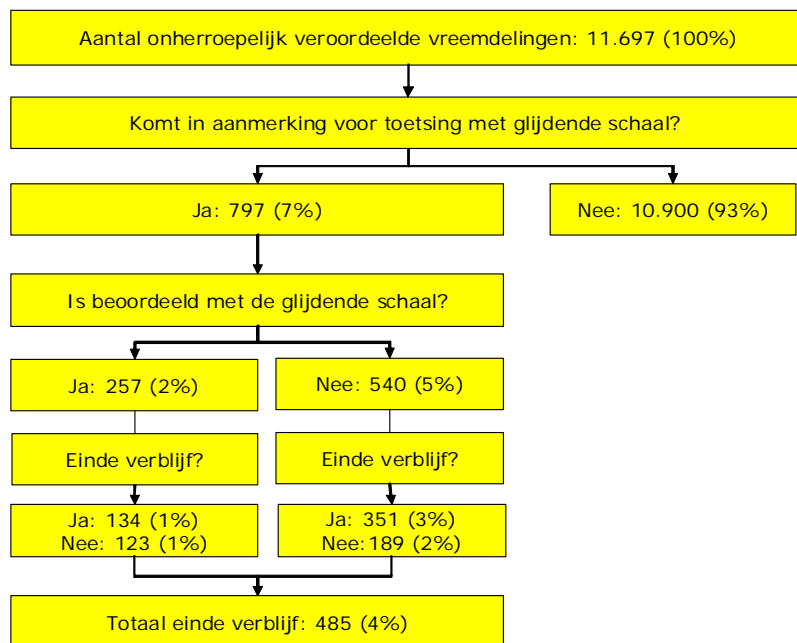 Aantal onherroepelijk veroordeelde vreemdelingen: 11.697 (100%)
Komt in aanmerking voor toetsing met glijdende schaal?
Ja: 797 (7%)
Nee: 10.900 (93%)
Is beoordeeld met de glijdende schaal?
Ja: 257 (2%)
Nee: 540 (5%)
Einde verblijf?
Einde verblijf?
Ja: 134 (1%)
Nee: 123 (1%)
Ja: 351 (3%)
Nee: 189 (2%)
Totaal einde verblijf: 485 (4%)